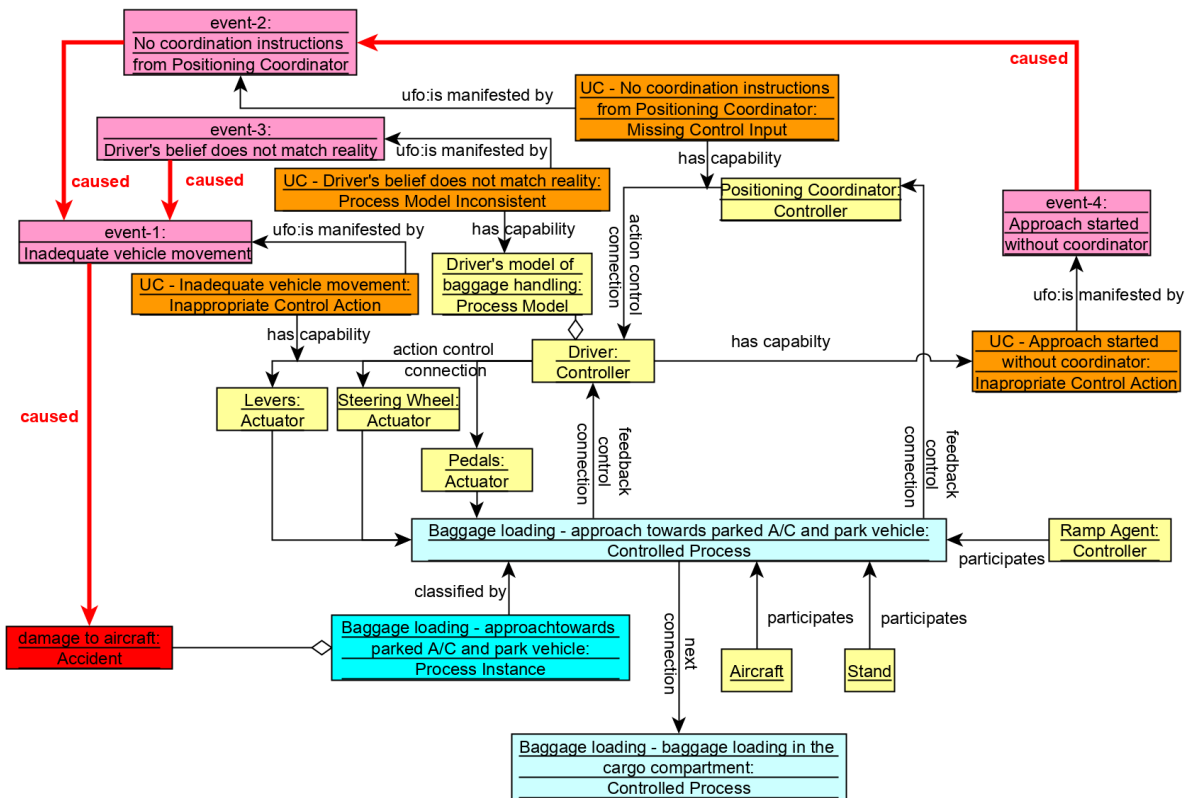 event-2:
No coordination instructions
from Positioning Coordinator
caused
UC - No coordination instructions
from Positioning Coordinator:
Missing Control Input
ufo:is manifested by
event-3:
Driver's belief does not match reality
ufo:is manifested by
has capability
caused
caused
UC - Driver's belief does not match reality:
Process Model Inconsistent
Positioning Coordinator:
Controller
event-4:
Approach started
without coordinator
event-1:
Inadequate vehicle movement
ufo:is manifested by
has capability
action control
connection
UC - Inadequate vehicle movement:
Inappropriate Control Action
Driver's model of
baggage handling:
Process Model
ufo:is manifested by
has capability
action control
connection
Driver:
Controller
has capabilty
UC - Approach started
without coordinator:
Inapropriate Control Action
caused
Levers:
Actuator
Steering Wheel:
Actuator
Pedals:
Actuator
feedback
control
connection
feedback
control
connection
Baggage loading - approach towards parked A/C and park vehicle:
Controlled Process
Ramp Agent:
Controller
participates
classified by
participates
participates
damage to aircraft:
Accident
Baggage loading - approachtowards
parked A/C and park vehicle:
Process Instance
next
connection
Aircraft
Stand
Baggage loading - baggage loading in the
cargo compartment:
Controlled Process